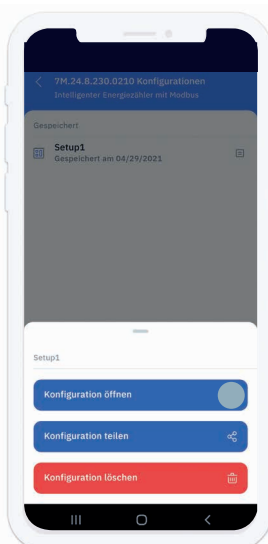 7M.24.8.230.0210 Konfigurationen
Intelligenter Energiezähler mit Modbus
Gespeichert
Setup1
Gespeichert am 04/29/2021
Setup1
Konfiguration öffnen
Konfiguration teilen
Konfiguration löschen